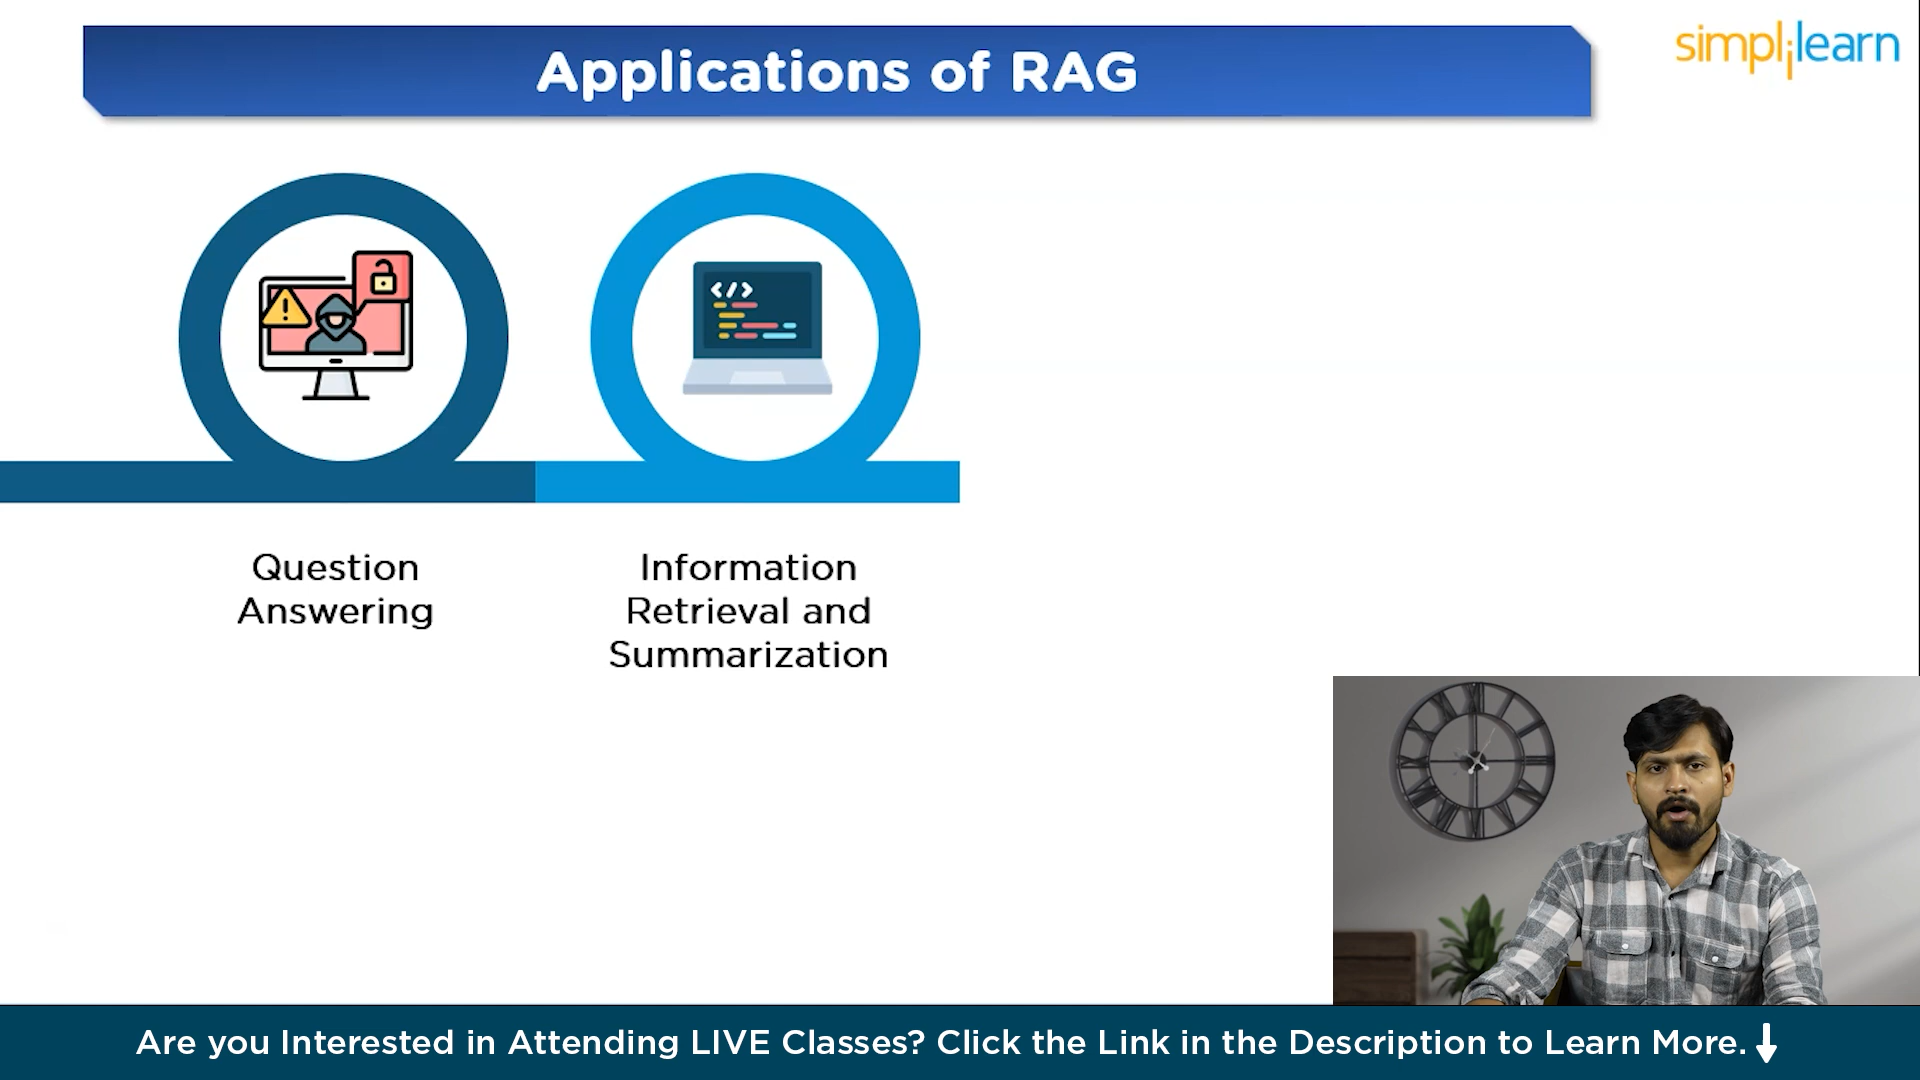 Applications of RAG
simplilearn
</>
Question
Answering
Information
Retrieval and
Summarization
Are you Interested in Attending LIVE Classes? Click the Link in the Description to Learn More.